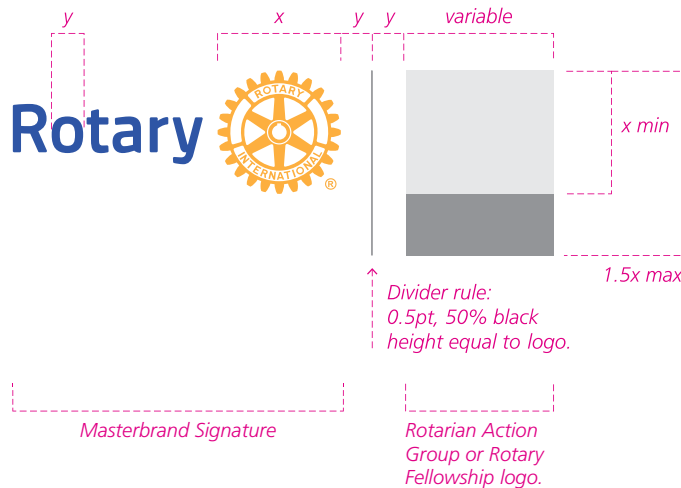 y x y y variable
Rotary
ROTARY
INTERNATIONAL
®
x min
1.5x max
Divider rule:
0.5pt, 50% black
height equal to logo.
Masterbrand Signature
Rotarian Action
Group or Rotary
Fellowship logo.